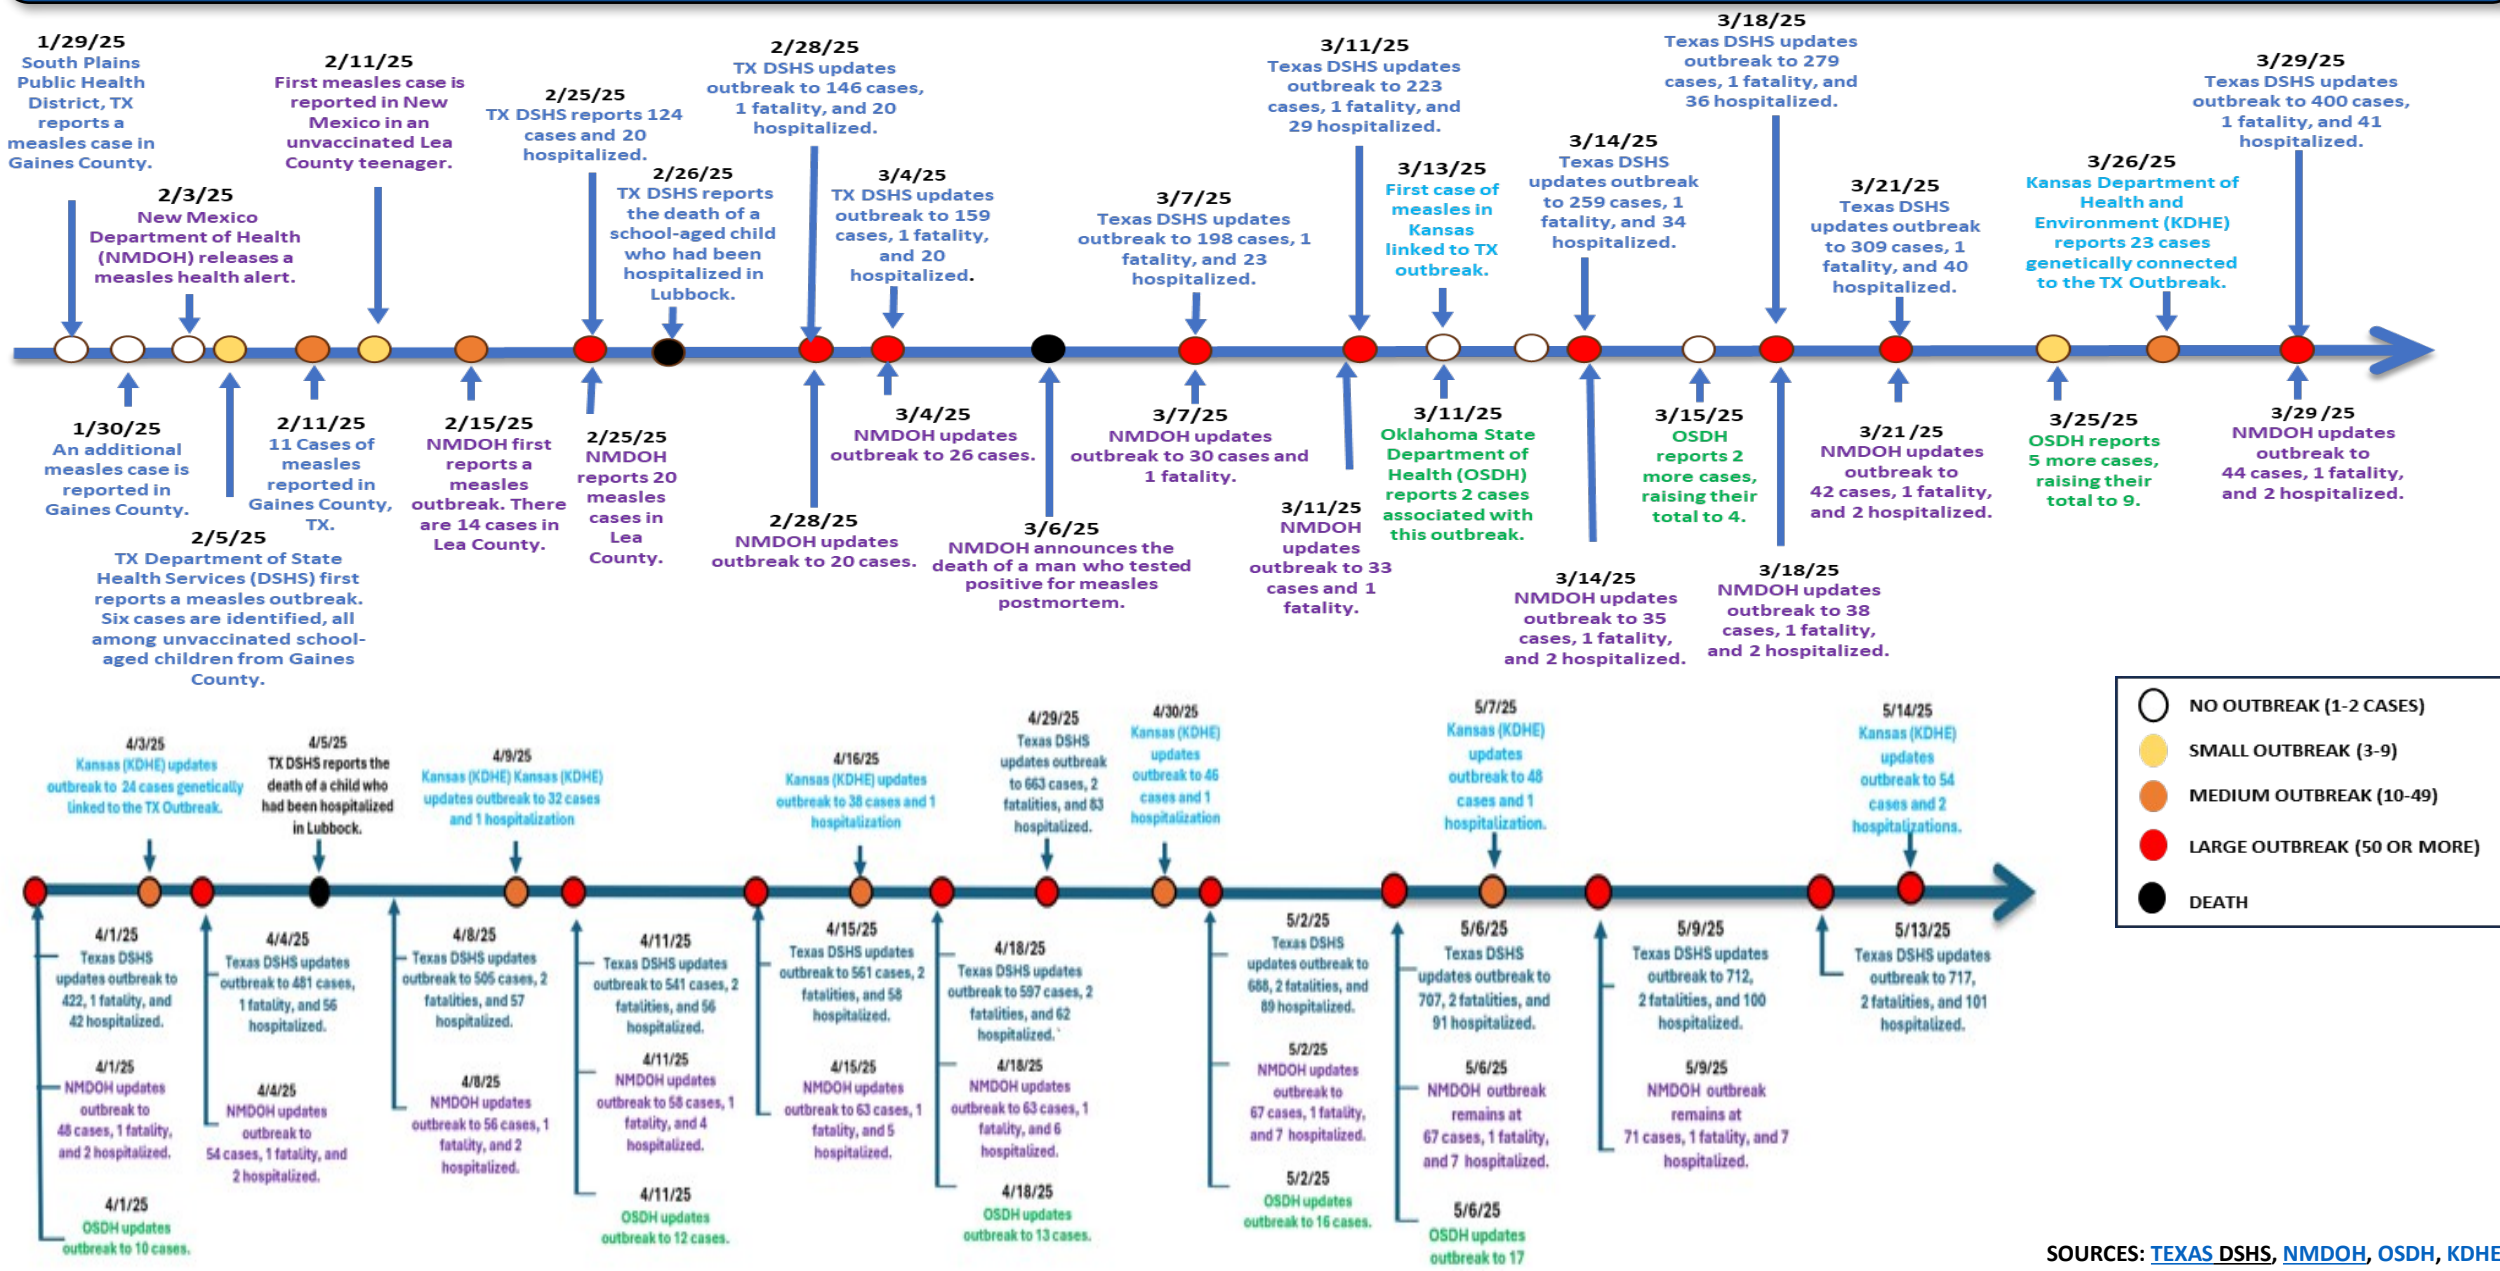 1/29/25
South Plains
Public Health
District, TX
reports a
measles case in
Gaines County.
2/3/25
New Mexico
Department of Health
(NMDOH) releases a
measles health alert.
2/11/25
First measles case is
reported in New
Mexico in an
unvaccinated Lea
County teenager.
2/25/25
TX DSHS reports 124
cases and 20
hospitalized.
2/26/25
TX DSHS reports
the death of a
school-aged child
who had been
hospitalized in
Lubbock.
2/28/25
TX DSHS updates
outbreak to 146 cases,
1 fatality, and 20
hospitalized.
3/4/25
TX DSHS updates
outbreak to 159
cases, 1 fatality,
and 20
hospitalized.
3/7/25
Texas DSHS updates
outbreak to 198 cases, 1
fatality, and 23
hospitalized.
3/11/25
Texas DSHS updates
outbreak to 223
cases, 1 fatality, and
29 hospitalized.
3/13/25
First case of
measles in
Kansas
linked to TX
outbreak.
3/14/25
Texas DSHS
updates outbreak
to 259 cases, 1
fatality, and 34
hospitalized.
3/18/25
Texas DSHS updates
outbreak to 279
cases, 1 fatality, and
36 hospitalized.
3/21/25
Texas DSHS
updates outbreak
to 309 cases, 1
fatality, and 40
hospitalized.
3/26/25
Kansas Department of
Health and
Environment (KDHE)
reports 23 cases
genetically connected
to the TX Outbreak.
3/29/25
Texas DSHS updates
outbreak to 400 cases,
1 fatality, and 41
hospitalized.
1/30/25
An additional
measles case is
reported in
Gaines County.
2/5/25
TX Department of State
Health Services (DSHS) first
reports a measles outbreak.
Six cases are identified, all
among unvaccinated school-
aged children from Gaines
County.
2/11/25
11 Cases of
measles
reported in
Gaines County,
TX.
2/15/25
NMDOH first
reports a
measles
outbreak. There
are 14 cases in
Lea County.
2/25/25
NMDOH
reports 20
measles
cases in
Lea
County.
2/28/25
NMDOH updates
outbreak to 20 cases.
3/4/25
NMDOH updates
outbreak to 26 cases.
3/6/25
NMDOH announces the
death of a man who tested
positive for measles
postmortem.
3/7/25
NMDOH updates
outbreak to 30 cases and
1 fatality.
3/11/25
NMDOH
updates
outbreak to 33
cases and 1
fatality.
3/11/25
Oklahoma State
Department of
Health (OSDH)
reports 2 cases
associated with
this outbreak.
3/14/25
NMDOH updates
outbreak to 35
cases, 1 fatality,
and 2 hospitalized.
3/15/25
OSDH
reports 2
more cases,
raising their
total to 4.
3/18/25
NMDOH updates
outbreak to 38
cases, 1 fatality,
and 2 hospitalized.
3/21/25
NMDOH updates
outbreak to
42 cases, 1 fatality,
and 2 hospitalized.
3/25/25
OSDH reports
5 more cases,
raising their
total to 9.
3/29/25
NMDOH updates
outbreak to
44 cases, 1 fatality,
and 2 hospitalized.
NO OUTBREAK (1-2 CASES)
SMALL OUTBREAK (3-9)
MEDIUM OUTBREAK (10-49)
LARGE OUTBREAK (50 OR MORE)
DEATH
4/3/25
Kansas (KDHE) updates
outbreak to 24 cases genetically
linked to the TX Outbreak.
4/5/25
TX DSHS reports the
death of a child who
had been hospitalized
in Lubbock.
4/9/25
Kansas (KDHE) Kansas (KDHE)
updates outbreak to 32 cases
and 1 hospitalization
4/16/25
Kansas (KDHE) updates
outbreak to 38 cases and 1
hospitalization
4/29/25
Texas DSHS
updates outbreak
to 663 cases, 2
fatalities, and 83
hospitalized.
4/30/25
Kansas (KDHE)
updates
outbreak to 46
cases and 1
hospitalization
5/7/25
Kansas (KDHE)
updates
outbreak to 48
cases and 1
hospitalization.
5/14/25
Kansas (KDHE)
updates
outbreak to 54
cases and 2
hospitalizations.
4/1/25
Texas DSHS
updates outbreak to
422, 1 fatality, and
42 hospitalized.
4/1/25
NMDOH updates
outbreak to
48 cases, 1 fatality,
and 2 hospitalized.
4/1/25
OSDH updates
outbreak to 10 cases.
4/4/25
Texas DSHS updates
outbreak to 481 cases,
1 fatality, and 56
hospitalized.
4/4/25
NMDOH updates
outbreak to
54 cases, 1 fatality, and
2 hospitalized.
4/8/25
Texas DSHS updates
outbreak to 505 cases, 2
fatalities, and 57
hospitalized.
4/8/25
NMDOH updates
outbreak to 56 cases, 1
fatality, and 2
hospitalized.
4/11/25
Texas DSHS updates
outbreak to 541 cases, 2
fatalities, and 56
hospitalized.
4/11/25
NMDOH updates
outbreak to 58 cases, 1
fatality, and 4
hospitalized.
4/11/25
OSDH updates
outbreak to 12 cases.
4/15/25
Texas DSHS updates
outbreak to 561 cases, 2
fatalities, and 58
hospitalized.
4/15/25
NMDOH updates
outbreak to 63 cases, 1
fatality, and 5
hospitalized.
4/18/25
Texas DSHS updates
outbreak to 597 cases, 2
fatalities, and 62
hospitalized.`
4/18/25
NMDOH updates
outbreak to 63 cases, 1
fatality, and 6
hospitalized.
4/18/25
OSDH updates
outbreak to 13 cases.
5/2/25
Texas DSHS
updates outbreak to
688, 2 fatalities, and
89 hospitalized.
5/2/25
NMDOH updates
outbreak to
67 cases, 1 fatality,
and 7 hospitalized.
5/2/25
OSDH updates
outbreak to 16 cases.
5/6/25
Texas DSHS
updates outbreak to
707, 2 fatalities, and
91 hospitalized.
5/6/25
NMDOH outbreak
remains at
67 cases, 1 fatality,
and 7 hospitalized.
5/6/25
OSDH updates
outbreak to 17
5/9/25
Texas DSHS updates
outbreak to 712,
2 fatalities, and 100
hospitalized.
5/9/25
NMDOH outbreak
remains at
71 cases, 1 fatality, and 7
hospitalized.
5/13/25
Texas DSHS updates
outbreak to 717,
2 fatalities, and 101
hospitalized.
SOURCES: TEXAS DSHS, NMDOH, OSDH, KDHE